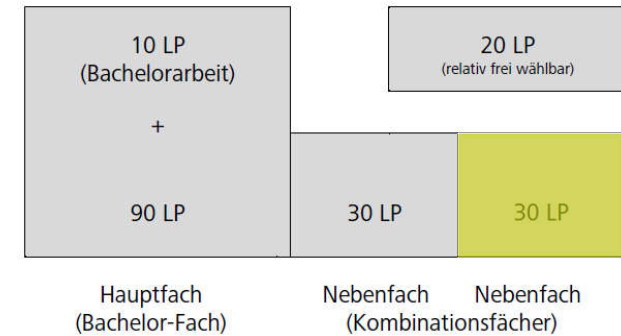 10 LP
(Bachelorarbeit)
+
90 LP
20 LP
(relativ frei wählbar)
30 LP
30 LP
Hauptfach
(Bachelor-Fach)
Nebenfach Nebenfach
(Kombinationsfächer)